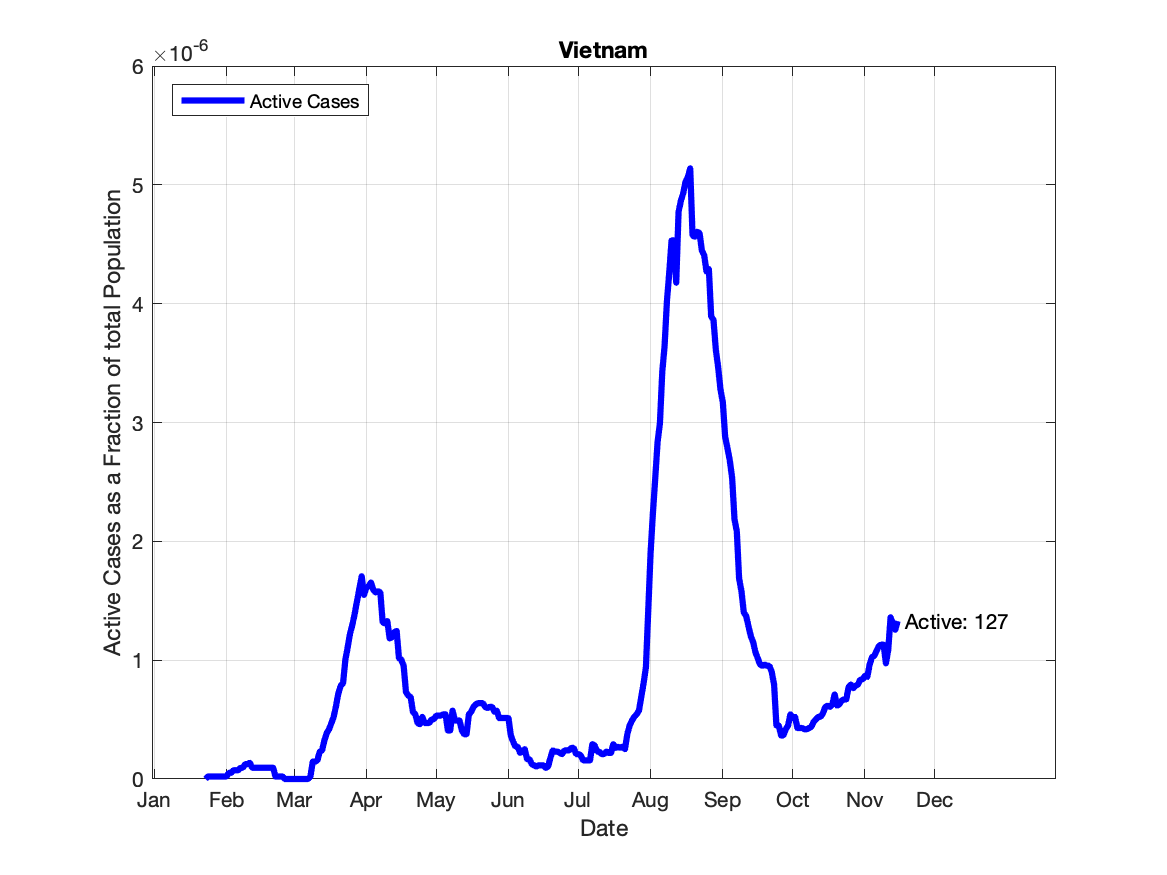 Vietnam
×10-6
Active Cases
Active Cases as a Fraction of total Population
6
5
4
3
2
1
0
Active: 127
Jan Feb Mar Apr May Jun Jul Aug Sep Oct Nov Dec
Date